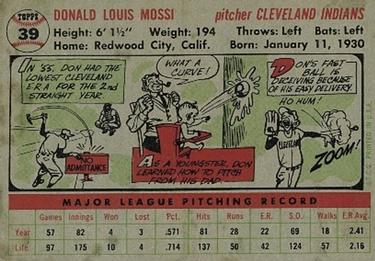 TOPPS
39
DONALD LOUIS MOSSI pitcher CLEVELAND INDIANS
Height: 6' 1½" Weight: 194 Throws: Left Bats: Left
Home: Redwood City, Calif. Born: January 11, 1930
IN '55, DON HAD THE
LOWEST CLEVELAND
ERA FOR THE 2nd
STRAIGHT YEAR.
NO
ADMITTANCE
WHAT A
CURVE!
AS A YOUNGSTER, DON
LEARNED HOW TO PITCH
FROM HIS DAD.
DON'S FAST
BALL IS
DECEIVING BECAUSE
OF HIS EASY DELIVERY.
HO HUM!
ZOOM!
PRINTED IN U.S.A.
MAJOR LEAGUE PITCHING RECORD
Games Innings Won Lost Pct. Hits Runs E.R. S.O. Walks E.R.Avg.
Year 57 82 4 3 .571 81 28 22 69 18 2.41
Life 97 175 10 4 .714 137 50 42 124 57 2.16